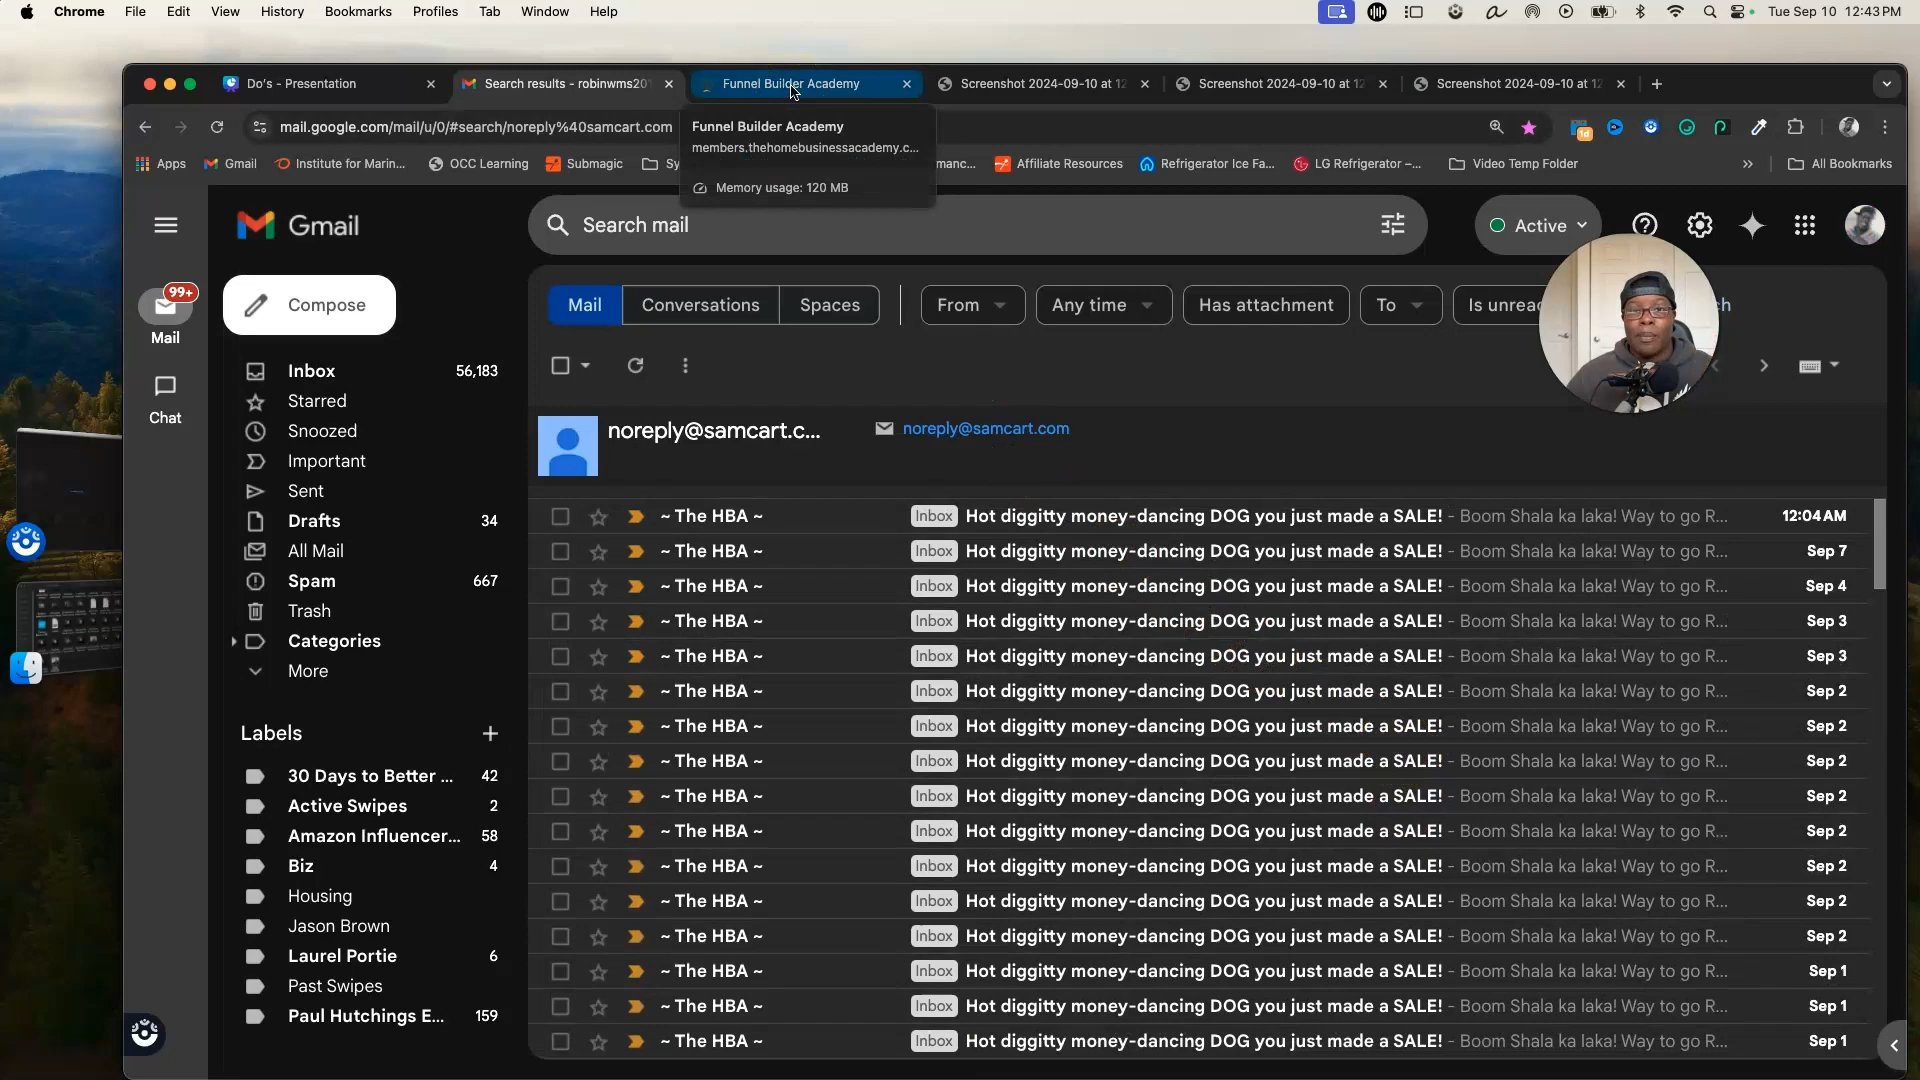 Chrome File Edit View History Bookmarks Profiles Tab Window Help Tue Sep 10 12:43 PM
Do's - Presentation Search results - robinwms201 Funnel Builder Academy Screenshot 2024-09-10 at 12 Screenshot 2024-09-10 at 12 Screenshot 2024-09-10 at 12
mail.google.com/mail/u/0/#search/noreply%40samcart.com 1d
Funnel Builder Academy
members.thehomebusinessacademy.c...
Memory usage: 120 MB
Apps Gmail Institute for Marin... OCC Learning Submagic Sy manc... Affiliate Resources Refrigerator Ice Fa... LG Refrigerator –... Video Temp Folder » All Bookmarks
Gmail Search mail Active
99+
Mail
Chat
Compose
Mail Conversations Spaces From Any time Has attachment To Is unrea ch
Inbox 56,183
Starred
Snoozed
Important
Sent
Drafts 34
All Mail
Spam 667
Trash
Categories
More
Labels +
30 Days to Better ... 42
Active Swipes 2
Amazon Influencer... 58
Biz 4
Housing
Jason Brown
Laurel Portie 6
Past Swipes
Paul Hutchings E... 159
noreply@samcart.c... noreply@samcart.com
~ The HBA ~ Inbox Hot diggitty money-dancing DOG you just made a SALE! - Boom Shala ka laka! Way to go R... 12:04 AM
~ The HBA ~ Inbox Hot diggitty money-dancing DOG you just made a SALE! - Boom Shala ka laka! Way to go R... Sep 7
~ The HBA ~ Inbox Hot diggitty money-dancing DOG you just made a SALE! - Boom Shala ka laka! Way to go R... Sep 4
~ The HBA ~ Inbox Hot diggitty money-dancing DOG you just made a SALE! - Boom Shala ka laka! Way to go R... Sep 3
~ The HBA ~ Inbox Hot diggitty money-dancing DOG you just made a SALE! - Boom Shala ka laka! Way to go R... Sep 3
~ The HBA ~ Inbox Hot diggitty money-dancing DOG you just made a SALE! - Boom Shala ka laka! Way to go R... Sep 2
~ The HBA ~ Inbox Hot diggitty money-dancing DOG you just made a SALE! - Boom Shala ka laka! Way to go R... Sep 2
~ The HBA ~ Inbox Hot diggitty money-dancing DOG you just made a SALE! - Boom Shala ka laka! Way to go R... Sep 2
~ The HBA ~ Inbox Hot diggitty money-dancing DOG you just made a SALE! - Boom Shala ka laka! Way to go R... Sep 2
~ The HBA ~ Inbox Hot diggitty money-dancing DOG you just made a SALE! - Boom Shala ka laka! Way to go R... Sep 2
~ The HBA ~ Inbox Hot diggitty money-dancing DOG you just made a SALE! - Boom Shala ka laka! Way to go R... Sep 2
~ The HBA ~ Inbox Hot diggitty money-dancing DOG you just made a SALE! - Boom Shala ka laka! Way to go R... Sep 2
~ The HBA ~ Inbox Hot diggitty money-dancing DOG you just made a SALE! - Boom Shala ka laka! Way to go R... Sep 2
~ The HBA ~ Inbox Hot diggitty money-dancing DOG you just made a SALE! - Boom Shala ka laka! Way to go R... Sep 1
~ The HBA ~ Inbox Hot diggitty money-dancing DOG you just made a SALE! - Boom Shala ka laka! Way to go R... Sep 1
~ The HBA ~ Inbox Hot diggitty money-dancing DOG you just made a SALE! - Boom Shala ka laka! Way to go R... Sep 1